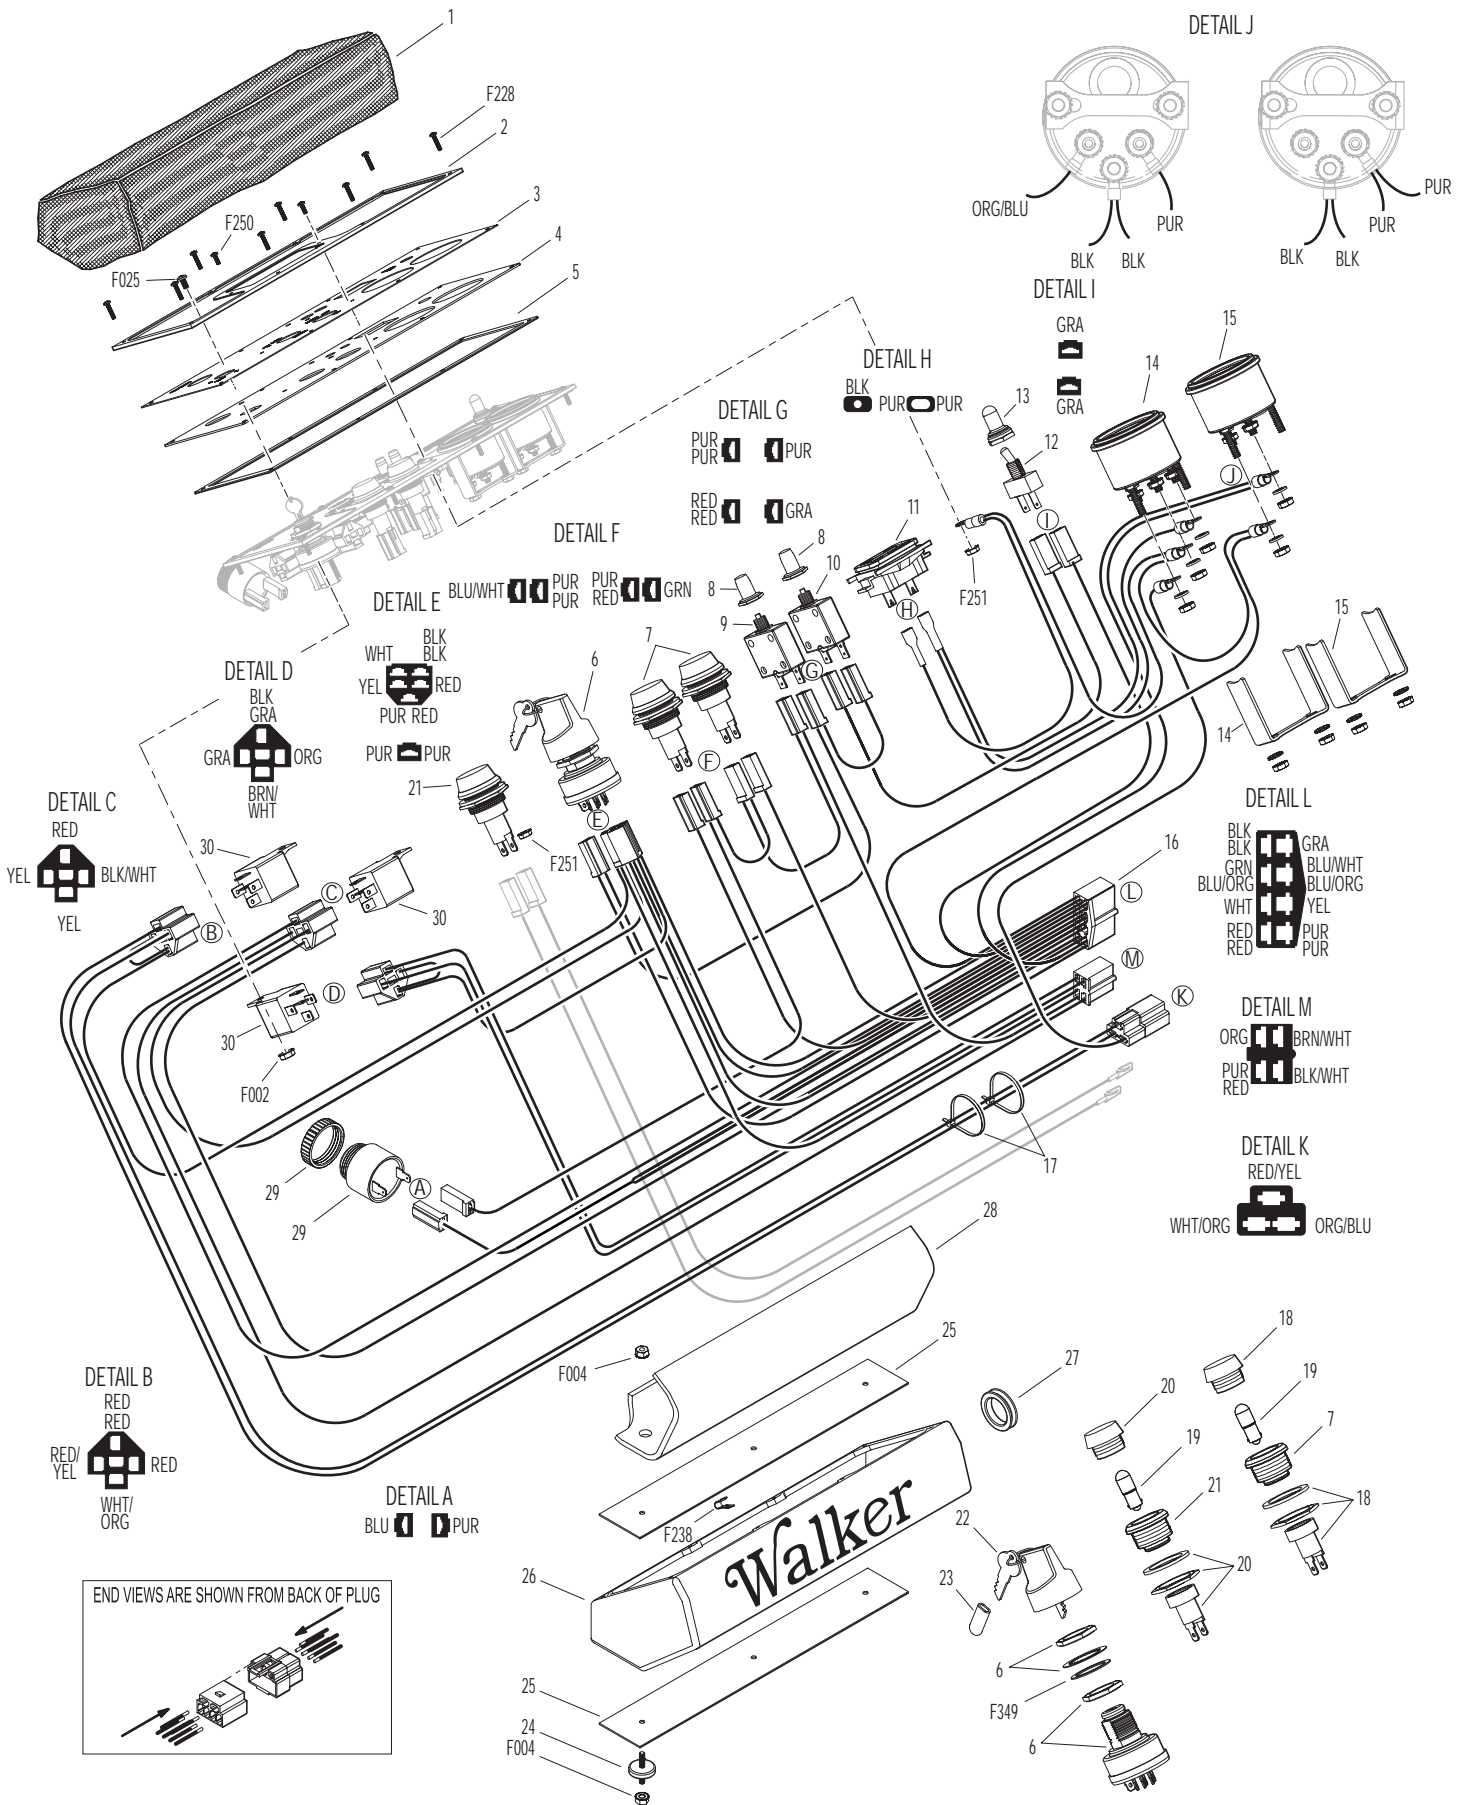 DETAIL J
1
F228
2
3
F250
4
F025
5
ORG/BLU
PUR
BLK BLK
PUR
PUR
BLK BLK
DETAIL I
GRA
GRA
15
14
DETAIL H
BLK
PUR PUR
13
12
DETAIL G
PUR
PUR
PUR
RED
RED
GRA
11
J
I
DETAIL F
BLU/WHT
PUR
PUR
PUR
RED
GRN
8
10
8
9
H
F251
DETAIL E
BLK
BLK
WHT
YEL
RED
PUR RED
PUR PUR
7
6
G
15
14
DETAIL D
BLK
GRA
GRA
ORG
BRN/
WHT
21
F
E
F251
DETAIL C
RED
YEL
BLK/WHT
YEL
30
C
30
B
16
L
DETAIL L
BLK
BLK
GRA
GRN
BLU/ORG
BLU/WHT
BLU/ORG
WHT
YEL
RED
RED
PUR
PUR
M
K
D
30
F002
DETAIL M
ORG
BRN/WHT
PUR
RED
BLK/WHT
17
29
29
A
28
DETAIL K
RED/YEL
WHT/ORG
ORG/BLU
DETAIL B
RED
RED
RED/
YEL
RED
WHT/
ORG
F004
25
27
18
20
19
19
7
DETAIL A
BLU
PUR
21
18
F238
22
20
23
Walker
26
END VIEWS ARE SHOWN FROM BACK OF PLUG
6
F349
6
25
24
F004